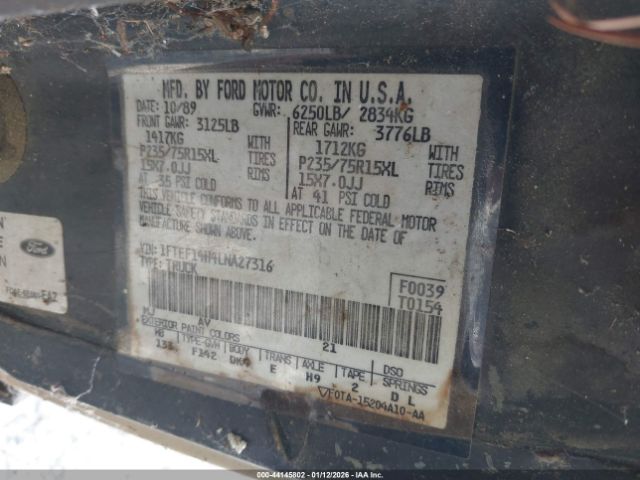 MFD. BY FORD MOTOR CO. IN U.S.A.
DATE: 10/89 GVWR: 6250LB/ 2834KG
FRONT GAWR: 3125LB REAR GAWR: 3776LB
1417KG WITH 1712KG WITH
P235/75R15XL TIRES P235/75R15XL TIRES
15X7.0JJ RIMS 15X7.0JJ RIMS
AT 35 PSI COLD AT 41 PSI COLD
THIS VEHICLE CONFORMS TO ALL APPLICABLE FEDERAL MOTOR
VEHICLE SAFETY STANDARDS IN EFFECT ON THE DATE OF
MANUFACTURE SHOWN ABOVE.
VIN: LNA27316
TYPE: TRUCK
F0039
T0154
AV 21
EXTERIOR PAINT COLORS DSO
WB TYPE-GVW BODY TRANS AXLE TAPE SPRINGS
F142 E H9 2 D L
F0TA-15204A10-AA
Ford
000-44145802 - 01/12/2026 - IAA